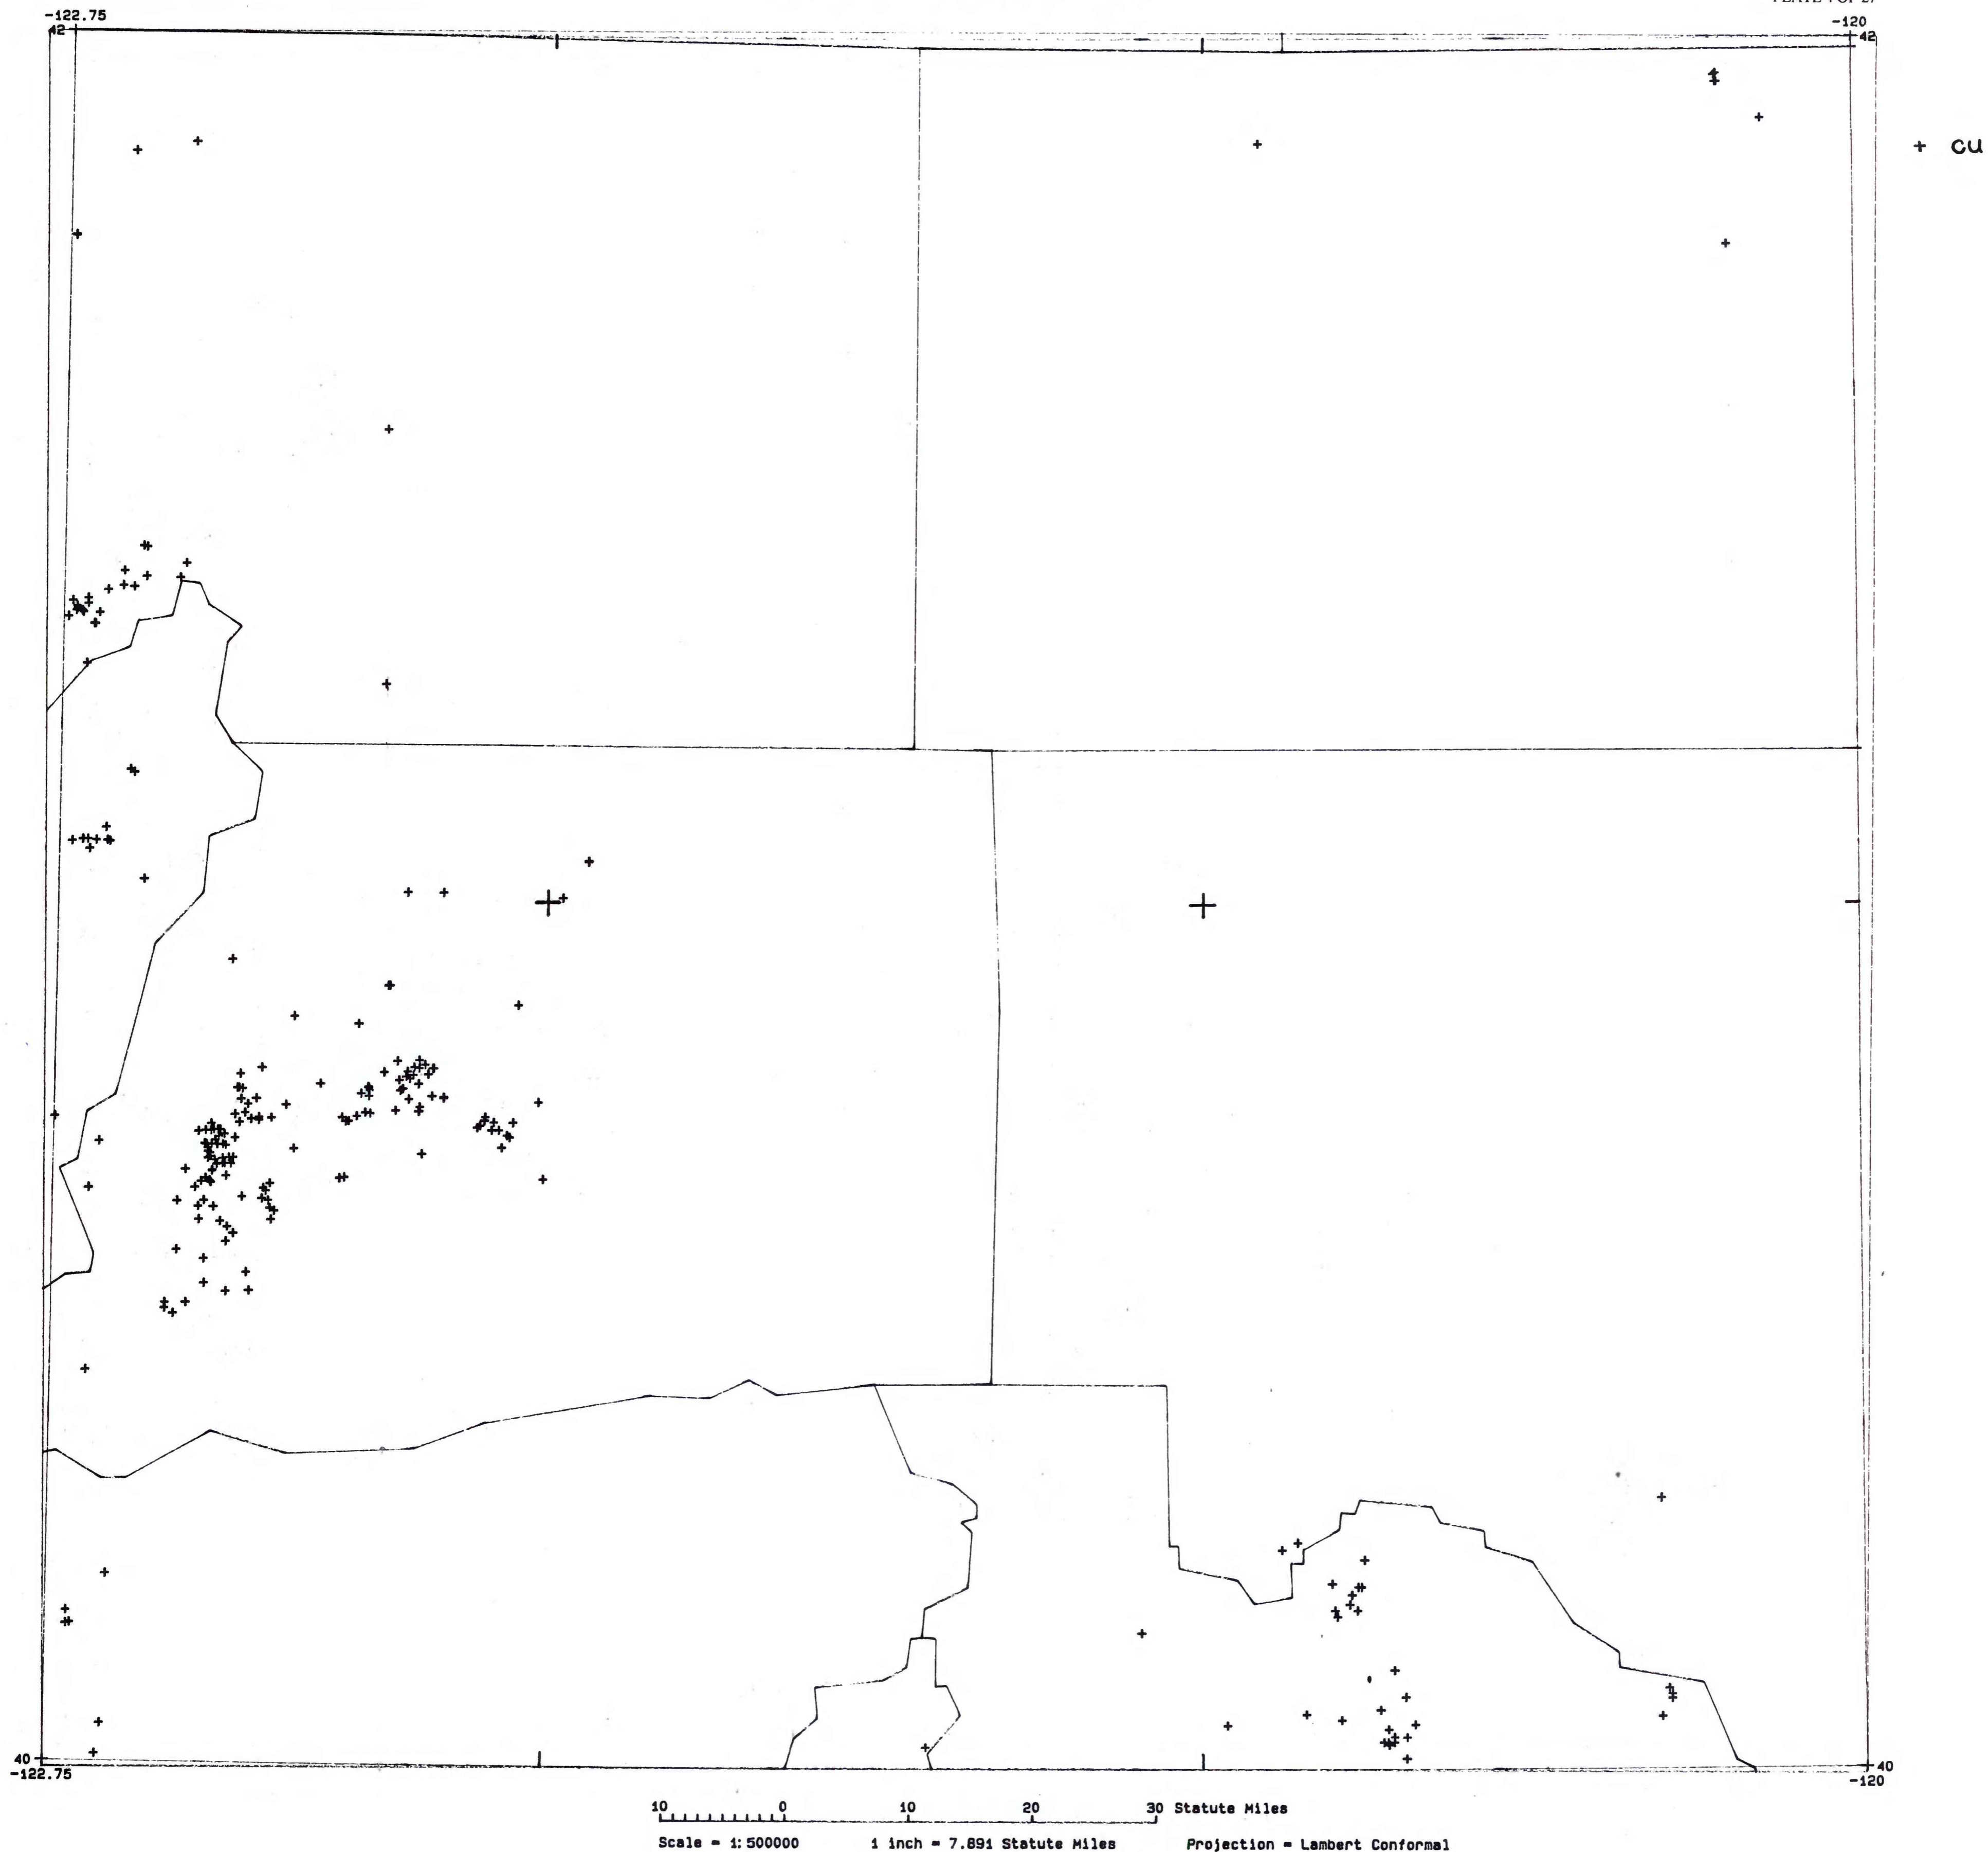 -122.75
-120
42
42
+ CU
40
40
-122.75
-120
10 0 10 20 30 Statute Miles
Scale = 1:500000 1 inch = 7.891 Statute Miles Projection = Lambert Conformal